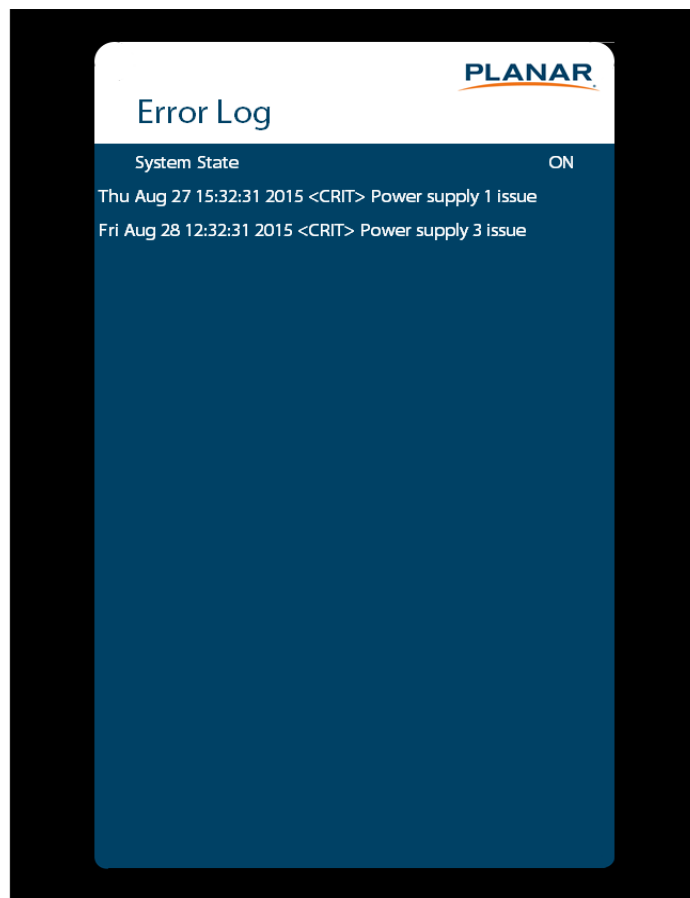 PLANAR
Error Log
System State ON
Thu Aug 27 15:32:31 2015 <CRIT> Power supply 1 issue
Fri Aug 28 12:32:31 2015 <CRIT> Power supply 3 issue